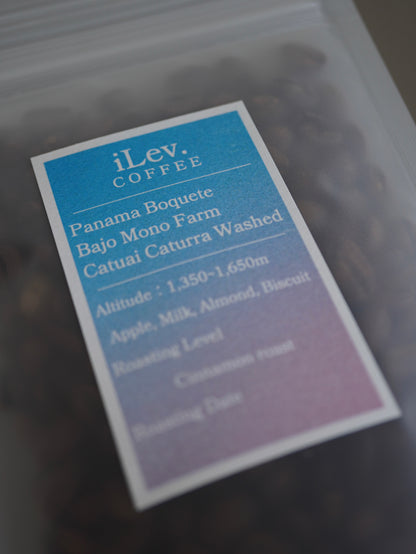 iLev.
COFFEE
Panama Boquete
Bajo Mono Farm
Catuai Caturra Washed
Altitude : 1,350~1,650m
Apple, Milk, Almond, Biscuit
Roasting Level
Cinnamon roast
Roasting Date